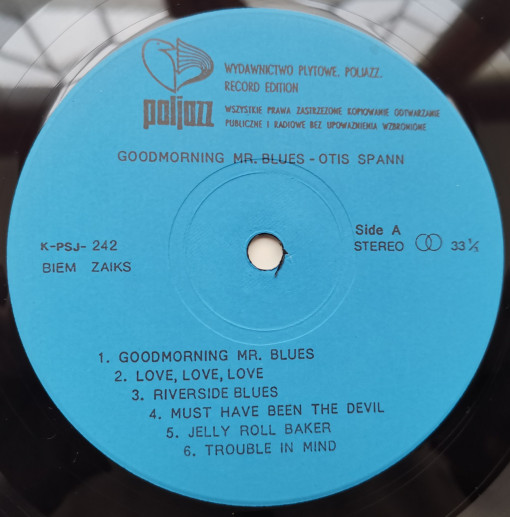 WYDAWNICTWO PŁYTOWE. POLJAZZ.
RECORD EDITION
poljazz
WSZYSTKIE PRAWA ZASTRZEŻONE KOPIOWANIE ODTWARZANIE
PUBLICZNE I RADIOWE BEZ UPOWAŻNIENIA WZBRONIONE
GOODMORNING MR. BLUES - OTIS SPANN
K-PSJ- 242
BIEM ZAIKS
Side A
STEREO 33 ⅓
1. GOODMORNING MR. BLUES
2. LOVE, LOVE, LOVE
3. RIVERSIDE BLUES
4. MUST HAVE BEEN THE DEVIL
5. JELLY ROLL BAKER
6. TROUBLE IN MIND